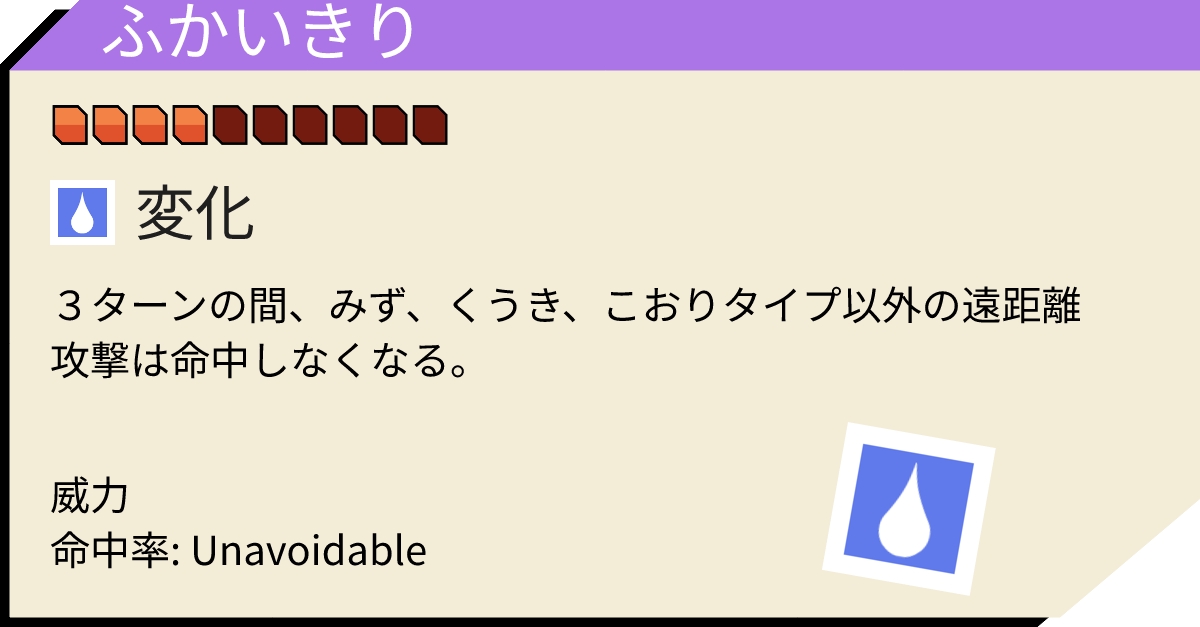 ふかいきり
変化
３ターンの間、みず、くうき、こおりタイプ以外の遠距離
攻撃は命中しなくなる。
威力
命中率: Unavoidable